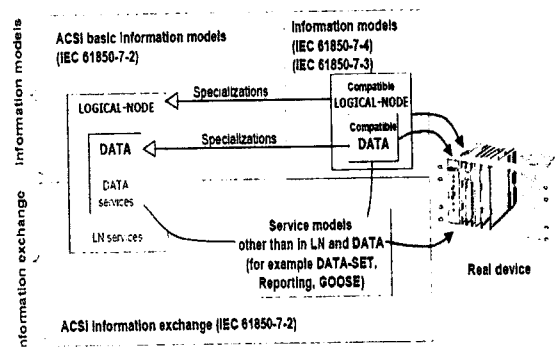 ACSI basic information models
(IEC 61850-7-2)
Information models
(IEC 61850-7-4)
(IEC 61850-7-3)
Information models
Specializations
Compatible
LOGICAL-NODE
LOGICAL-NODE
Specializations
Compatible
DATA
DATA
DATA
services
LN services
Service models
other than in LN and DATA
(for example DATA-SET,
Reporting, GOOSE)
Real device
Information exchange
ACSI information exchange (IEC 61850-7-2)